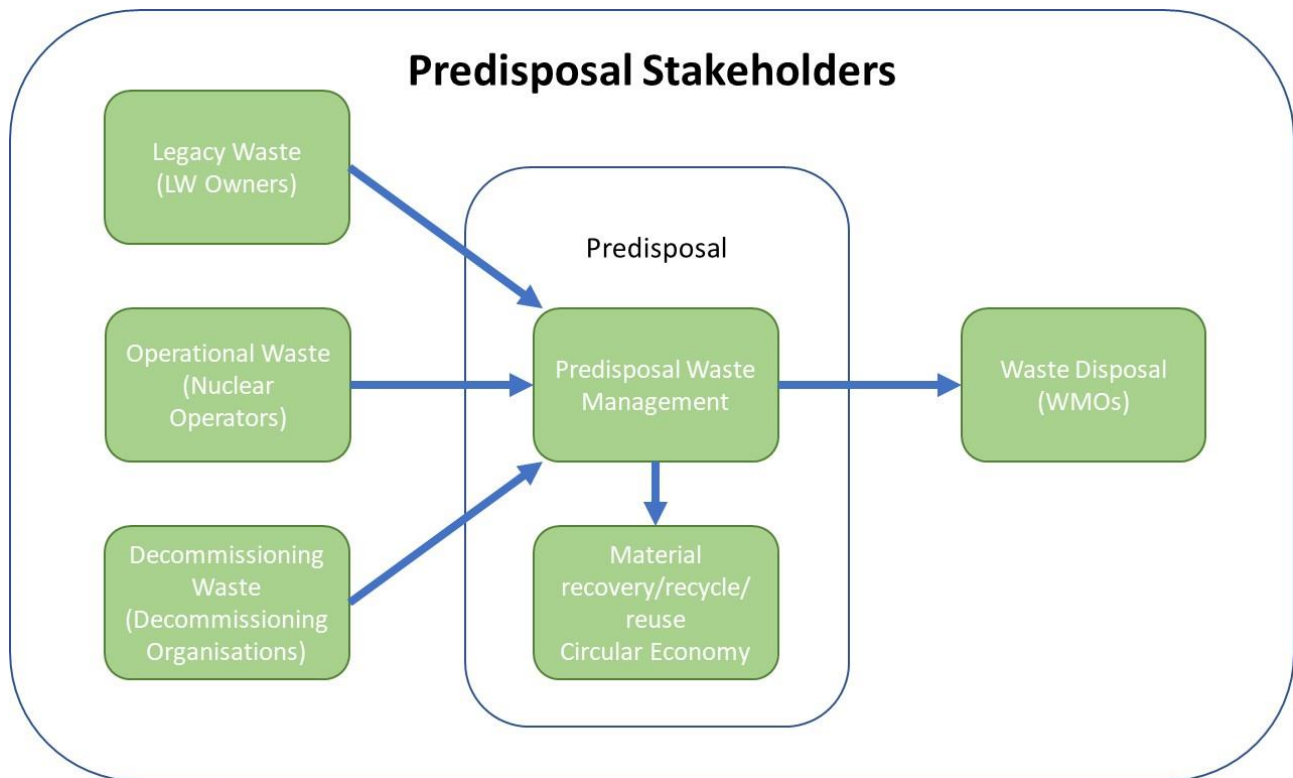 Predisposal Stakeholders
Legacy Waste
(LW Owners)
Predisposal
Operational Waste
(Nuclear
Operators)
Predisposal Waste
Management
Waste Disposal
(WMOs)
Decommissioning
Waste
(Decommissioning
Organisations)
Material
recovery/recycle/
reuse
Circular Economy